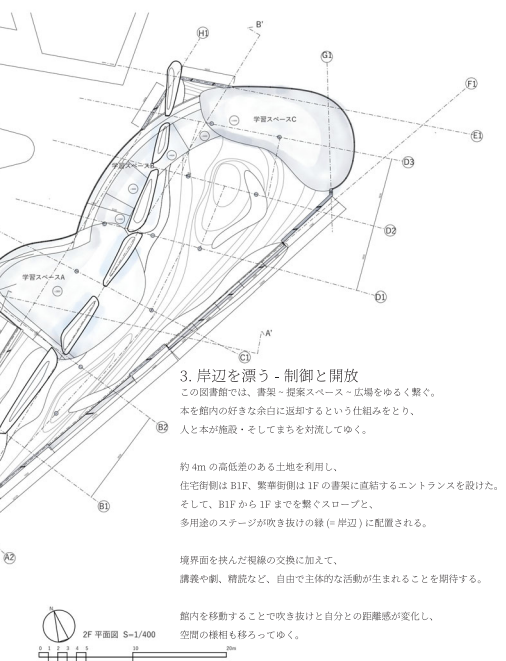 H1
B'
G1
F1
学習スペースC
E1
学習スペースB
D3
D2
学習スペースA
D1
A'
C1
3. 岸辺を漂う - 制御と開放
この図書館では、書架 ~ 提案スペース ~ 広場をゆるく繋ぐ。
本を館内の好きな余白に返却するという仕組みをとり、
人と本が施設・そしてまちを対流してゆく。
B2
約 4m の高低差のある土地を利用し、
住宅街側は B1F、繁華街側は 1F の書架に直結するエントランスを設けた。
そして、B1F から 1F までを繋ぐスロープと、
B1
多用途のステージが吹き抜けの縁 (= 岸辺 ) に配置される。
A2
境界面を挟んだ視線の交換に加えて、
講義や劇、精読など、自由で主体的な活動が生まれることを期待する。
N
館内を移動することで吹き抜けと自分との距離感が変化し、
2F 平面図 S=1/400
空間の様相も移ろってゆく。
0 1 2 3 4 5 10 20m